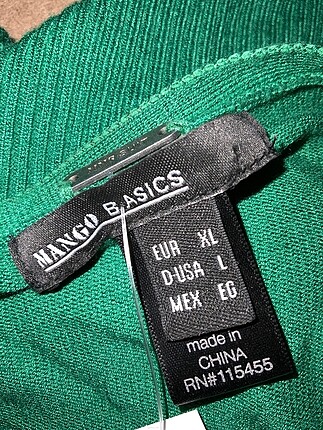 MANGO BASICS
EUR XL
D-USA L
MEX EG
made in
CHINA
RN#115455